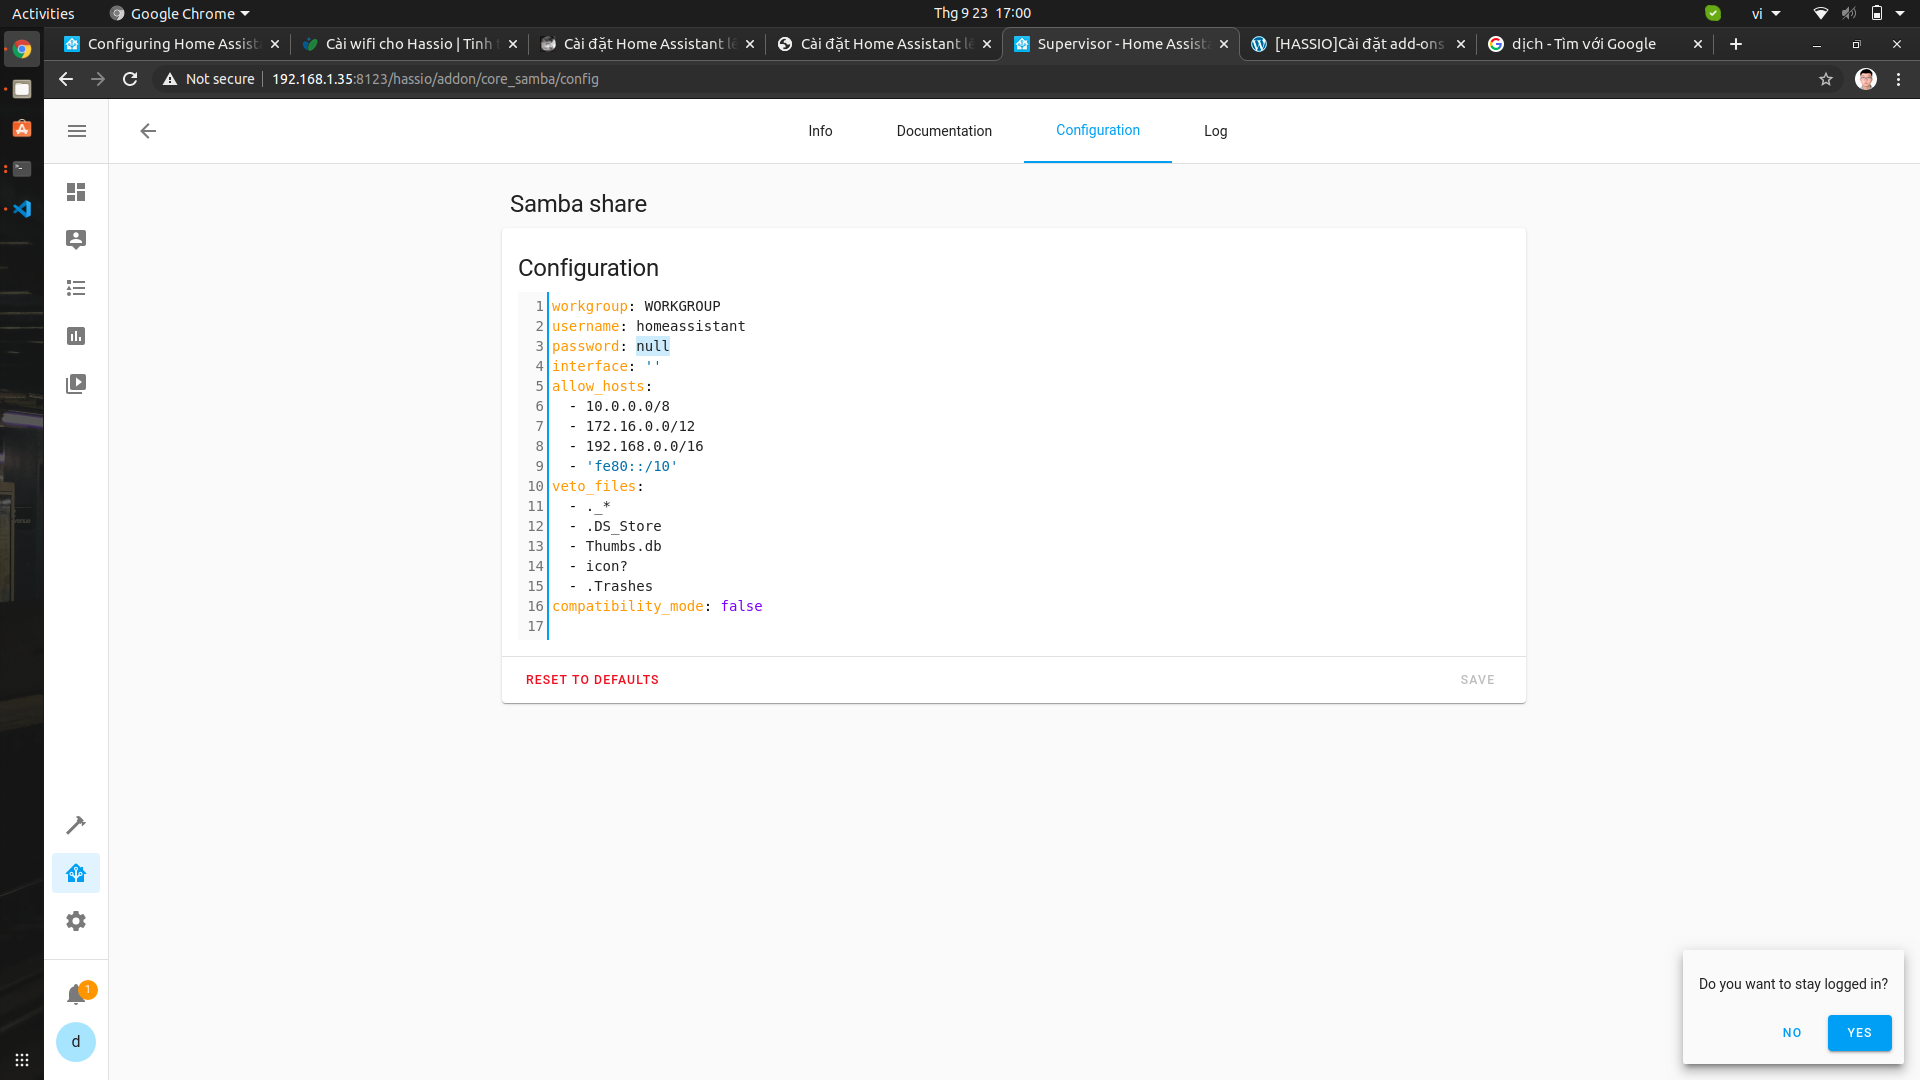 Activities
Google Chrome
Thg 9 23 17:00
vi
Configuring Home Assist
Cài wifi cho Hassio | Tinh t
Cài đặt Home Assistant lê
Cài đặt Home Assistant lê
Supervisor - Home Assista
[HASSIO]Cài đặt add-ons
dịch - Tìm với Google
Not secure
192.168.1.35:8123/hassio/addon/core_samba/config
Info
Documentation
Configuration
Log
Samba share
Configuration
1 workgroup: WORKGROUP
2 username: homeassistant
3 password: null
4 interface: ''
5 allow_hosts:
6 - 10.0.0.0/8
7 - 172.16.0.0/12
8 - 192.168.0.0/16
9 - 'fe80::/10'
10 veto_files:
11 - ._*
12 - .DS_Store
13 - Thumbs.db
14 - icon?
15 - .Trashes
16 compatibility_mode: false
17
RESET TO DEFAULTS
SAVE
1
d
Do you want to stay logged in?
NO
YES